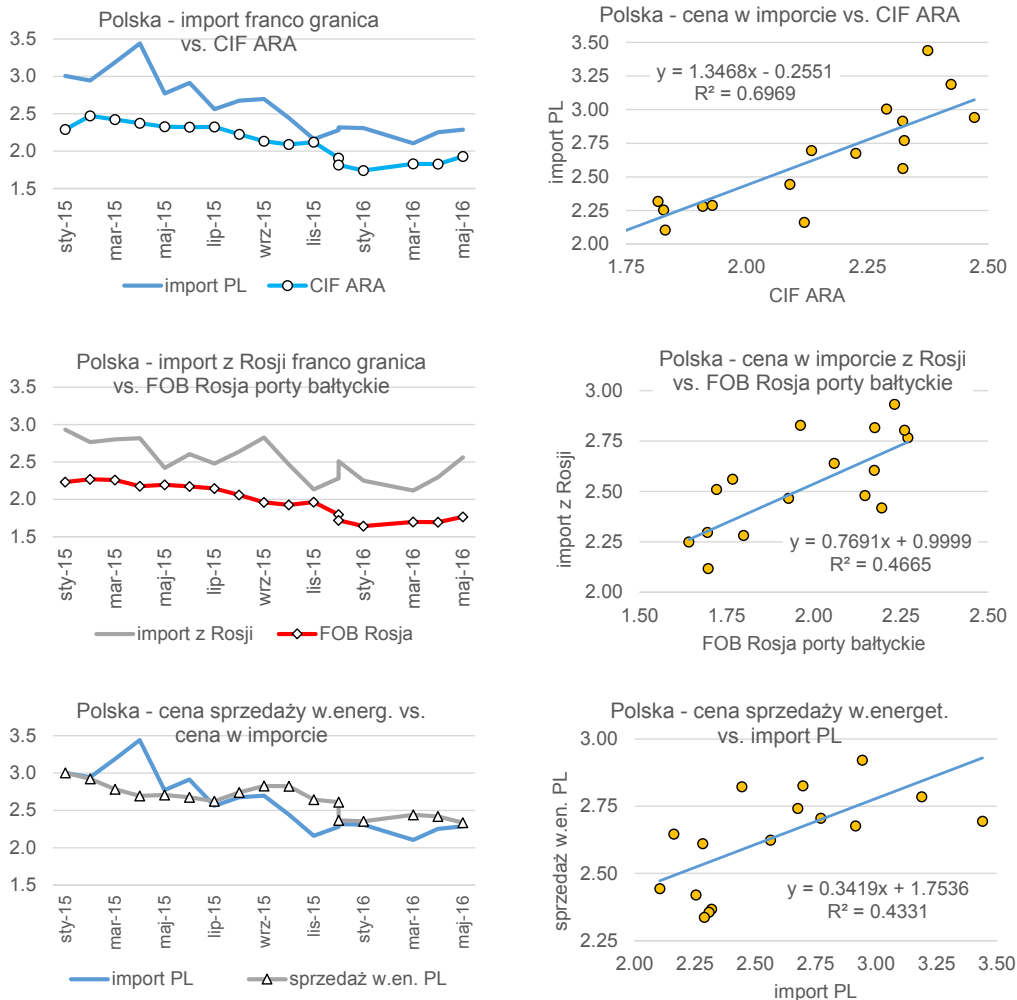 Polska - import franco granica
vs. CIF ARA
3.5
3.0
2.5
2.0
1.5
sty-15
mar-15
maj-15
lip-15
wrz-15
lis-15
sty-16
mar-16
maj-16
import PL
CIF ARA
Polska - cena w imporcie vs. CIF ARA
3.50
3.25
3.00
2.75
2.50
2.25
2.00
import PL
y = 1.3468x - 0.2551
R² = 0.6969
1.75
2.00
2.25
2.50
CIF ARA
Polska - import z Rosji franco granica
vs. FOB Rosja porty bałtyckie
3.5
3.0
2.5
2.0
1.5
sty-15
mar-15
maj-15
lip-15
wrz-15
lis-15
sty-16
mar-16
maj-16
import z Rosji
FOB Rosja
Polska - cena w imporcie z Rosji
vs. FOB Rosja porty bałtyckie
3.00
2.75
2.50
2.25
2.00
import z Rosji
y = 0.7691x + 0.9999
R² = 0.4665
1.50
1.75
2.00
2.25
2.50
FOB Rosja porty bałtyckie
Polska - cena sprzedaży w.energ. vs.
cena w imporcie
3.5
3.0
2.5
2.0
1.5
sty-15
mar-15
maj-15
lip-15
wrz-15
lis-15
sty-16
mar-16
maj-16
import PL
sprzedaż w.en. PL
Polska - cena sprzedaży w.energet.
vs. import PL
3.00
2.75
2.50
2.25
sprzedaż w.en. PL
y = 0.3419x + 1.7536
R² = 0.4331
2.00
2.25
2.50
2.75
3.00
3.25
3.50
import PL